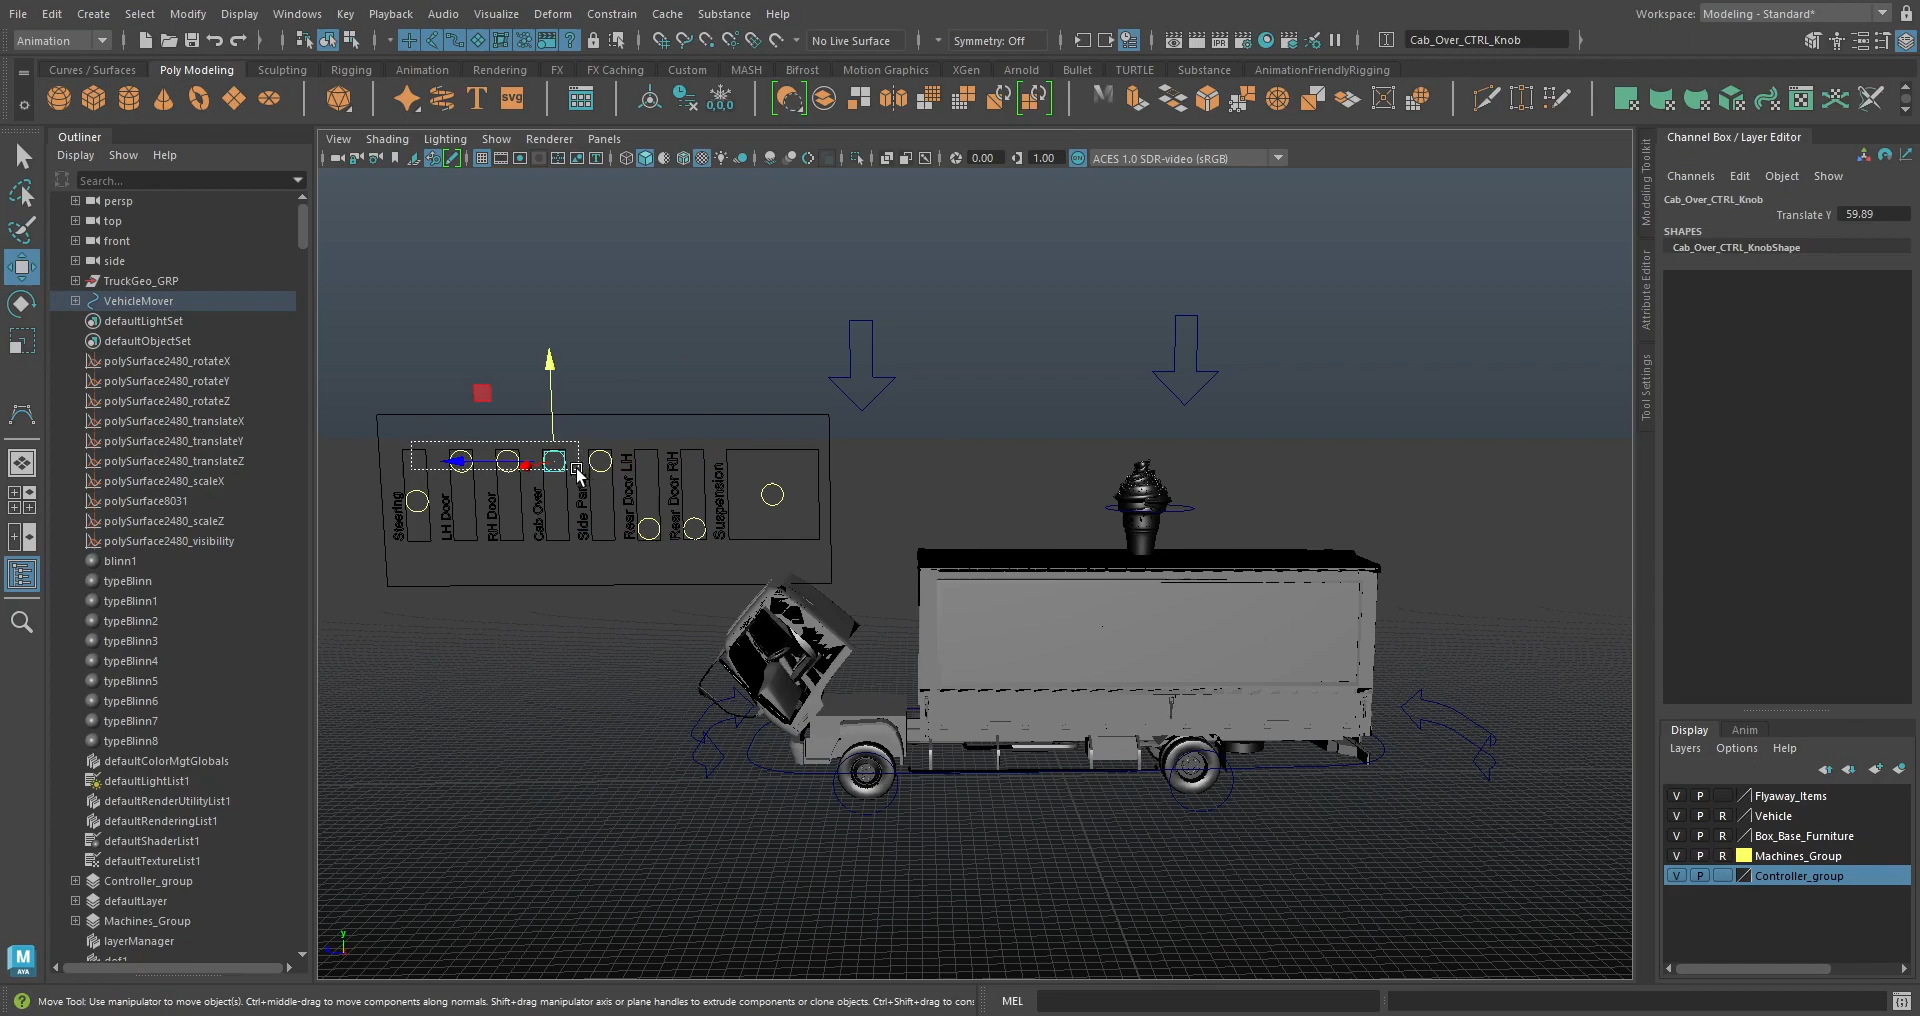 File Edit Create Select Modify Display Windows Key Playback Audio Visualize Deform Constrain Cache Substance Help
Workspace: Modeling - Standard*
Animation
No Live Surface
Symmetry: Off
IPR
Cab_Over_CTRL_Knob
Curves / Surfaces Poly Modeling Sculpting Rigging Animation Rendering FX FX Caching Custom MASH Bifrost Motion Graphics XGen Arnold Bullet TURTLE Substance AnimationFriendlyRigging
T SVG 0,0,0
Outliner
Display Show Help
Search...
persp
top
front
side
TruckGeo_GRP
VehicleMover
defaultLightSet
defaultObjectSet
polySurface2480_rotateX
polySurface2480_rotateY
polySurface2480_rotateZ
polySurface2480_translateX
polySurface2480_translateY
polySurface2480_translateZ
polySurface2480_scaleX
polySurface8031
polySurface2480_scaleZ
polySurface2480_visibility
blinn1
typeBlinn
typeBlinn1
typeBlinn2
typeBlinn3
typeBlinn4
typeBlinn5
typeBlinn6
typeBlinn7
typeBlinn8
defaultColorMgtGlobals
defaultLightList1
defaultRenderUtilityList1
defaultRenderingList1
defaultShaderList1
defaultTextureList1
Controller_group
defaultLayer
Machines_Group
layerManager
View Shading Lighting Show Renderer Panels
0.00 1.00 ON ACES 1.0 SDR-video (sRGB)
Steering
LH Door
RH Door
Cab Over
Rear Door LH
Rear Door RH
Suspension
y
Modeling Toolkit
Attribute Editor
Tool Settings
Channel Box / Layer Editor
Channels Edit Object Show
Cab_Over_CTRL_Knob
Translate Y 59.89
SHAPES
Cab_Over_CTRL_KnobShape
Display Anim
Layers Options Help
V P Flyaway_Items
V P R Vehicle
V P R Box_Base_Furniture
V P R Machines_Group
V P Controller_group
M
AYA
Move Tool: Use manipulator to move object(s). Ctrl+middle-drag to move components along normals. Shift+drag manipulator axis or plane handles to extrude components or clone objects. Ctrl+Shift+drag to cons
MEL